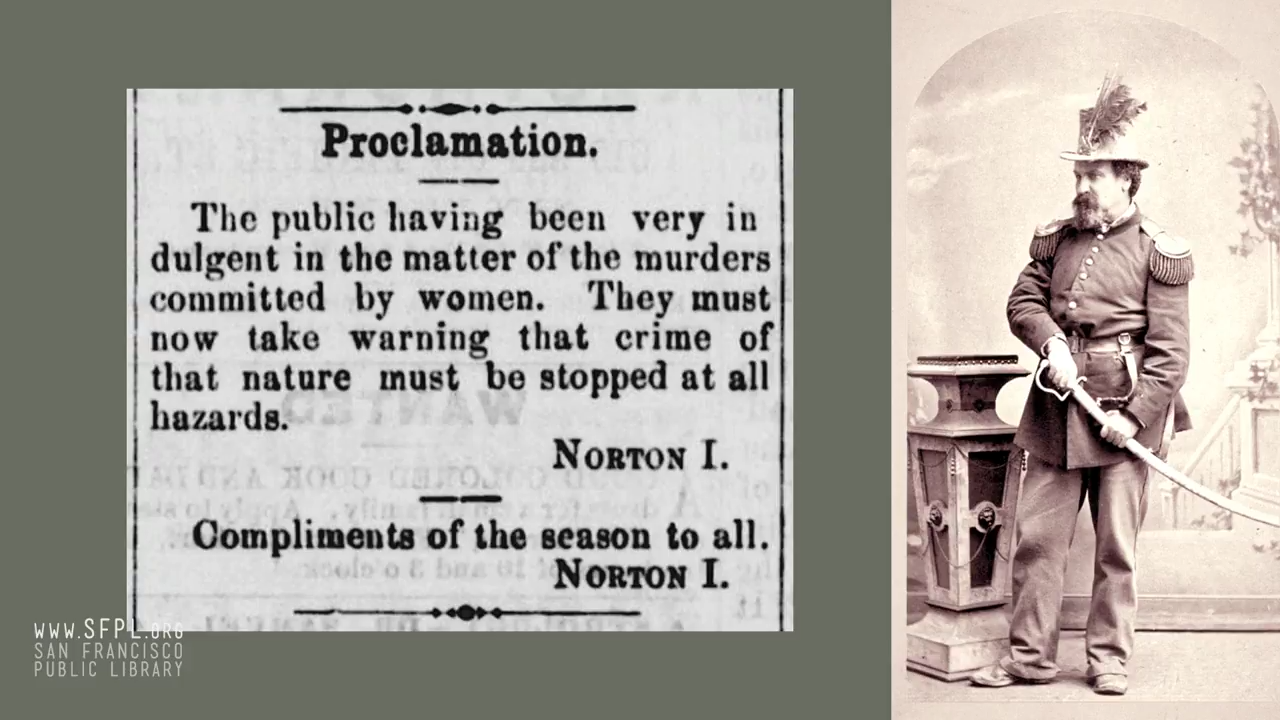 Proclamation.
The public having been very in
dulgent in the matter of the murders
committed by women. They must
now take warning that crime of
that nature must be stopped at all
hazards.
NORTON I.
Compliments of the season to all.
NORTON I.
WWW.SFPL.ORG
SAN FRANCISCO
PUBLIC LIBRARY